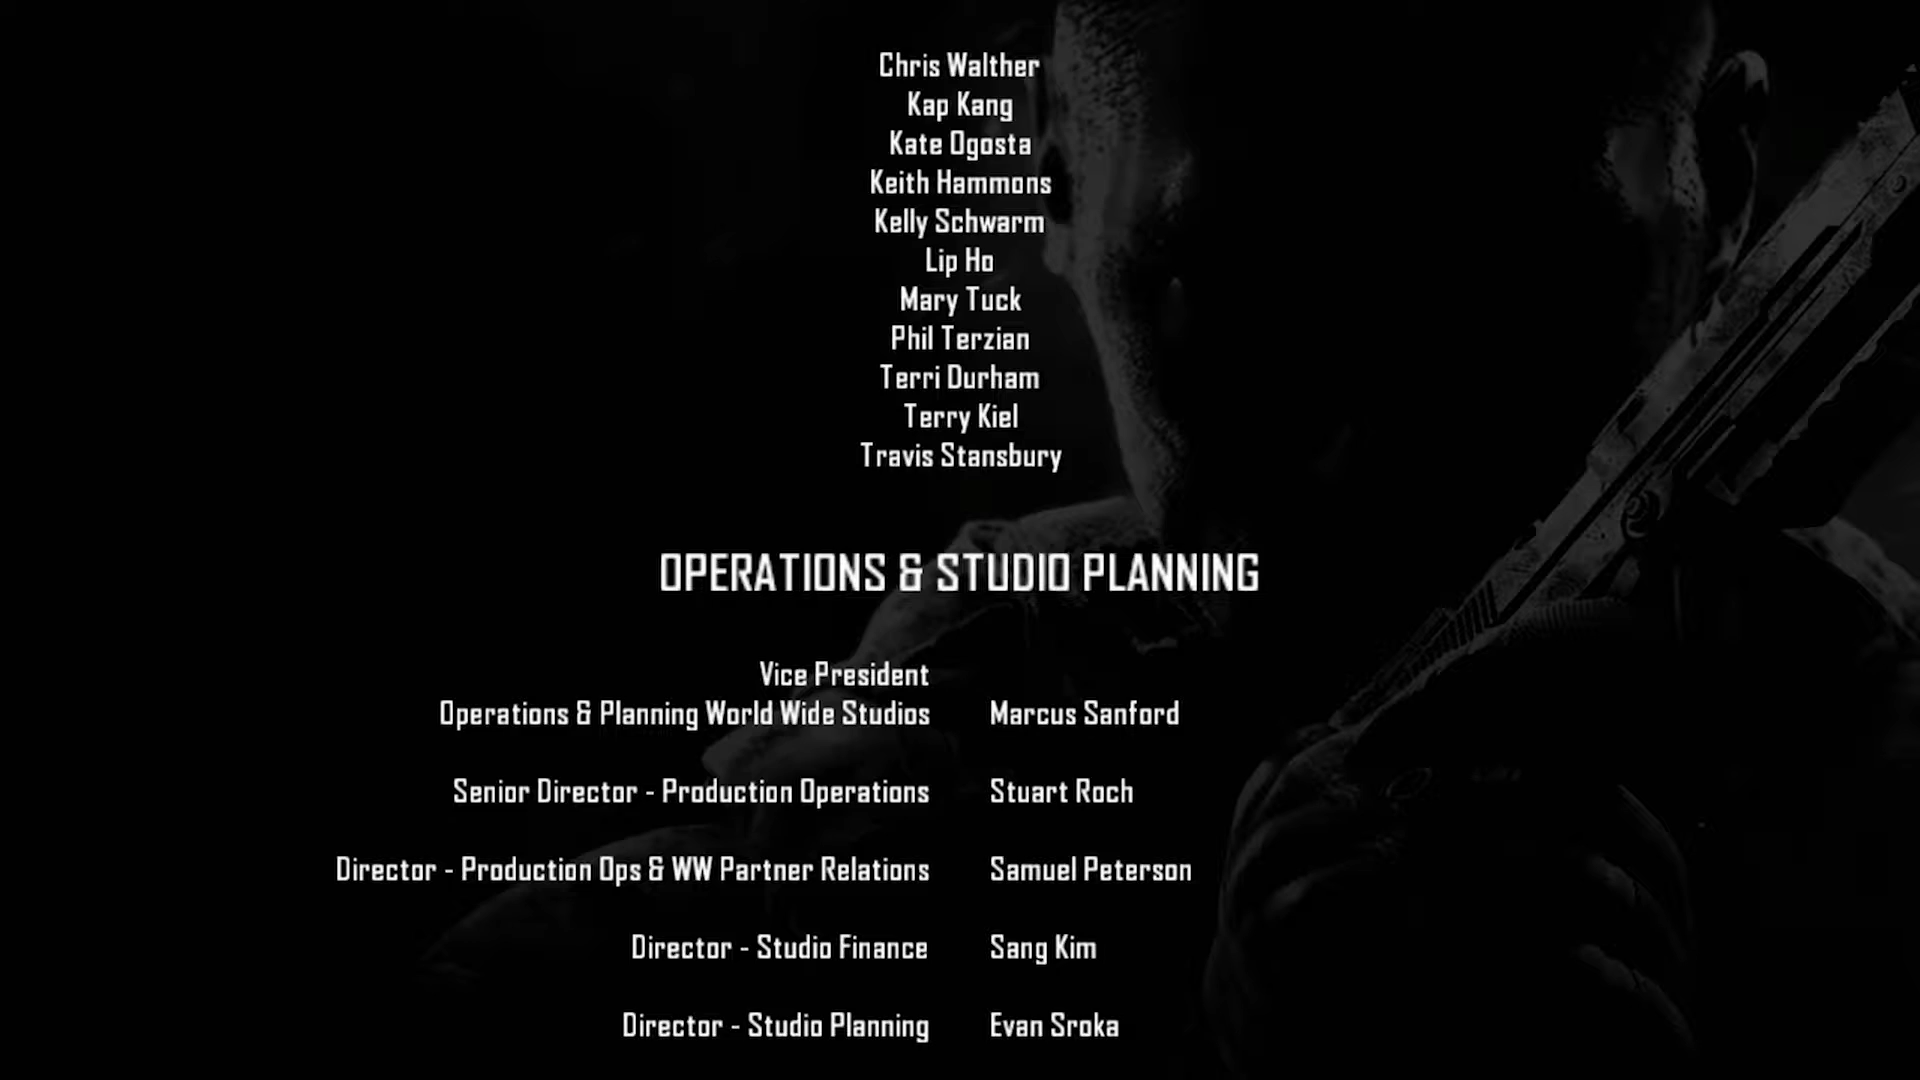 Chris Walther
Kap Kang
Kate Ogosta
Keith Hammons
Kelly Schwarm
Lip Ho
Mary Tuck
Phil Terzian
Terri Durham
Terry Kiel
Travis Stansbury
OPERATIONS & STUDIO PLANNING
Vice President
Operations & Planning World Wide Studios Marcus Sanford
Senior Director - Production Operations Stuart Roch
Director - Production Ops & WW Partner Relations Samuel Peterson
Director - Studio Finance Sang Kim
Director - Studio Planning Evan Sroka